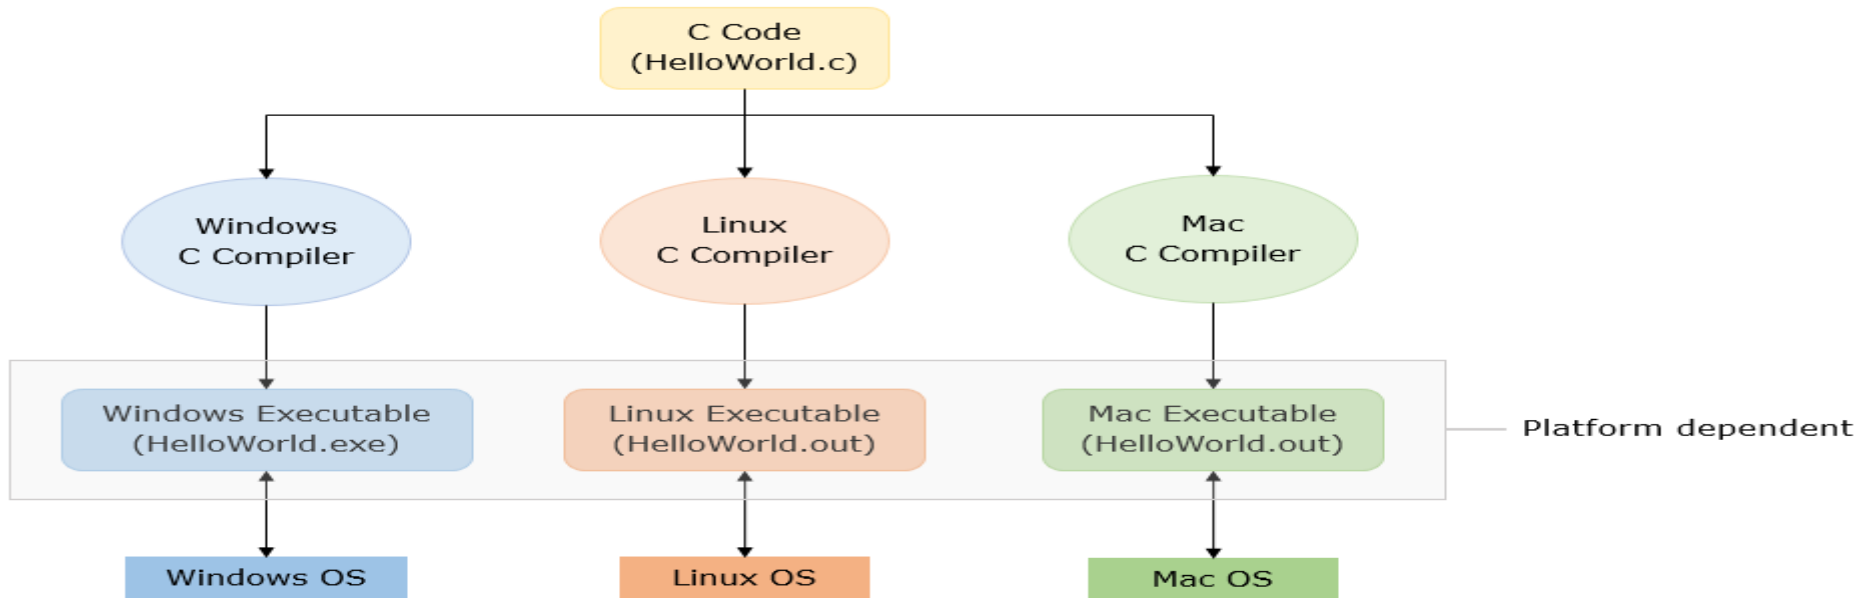 C Code
(HelloWorld.c)
Windows
C Compiler
Linux
C Compiler
Mac
C Compiler
Windows Executable
(HelloWorld.exe)
Linux Executable
(HelloWorld.out)
Mac Executable
(HelloWorld.out)
Platform dependent
Windows OS
Linux OS
Mac OS